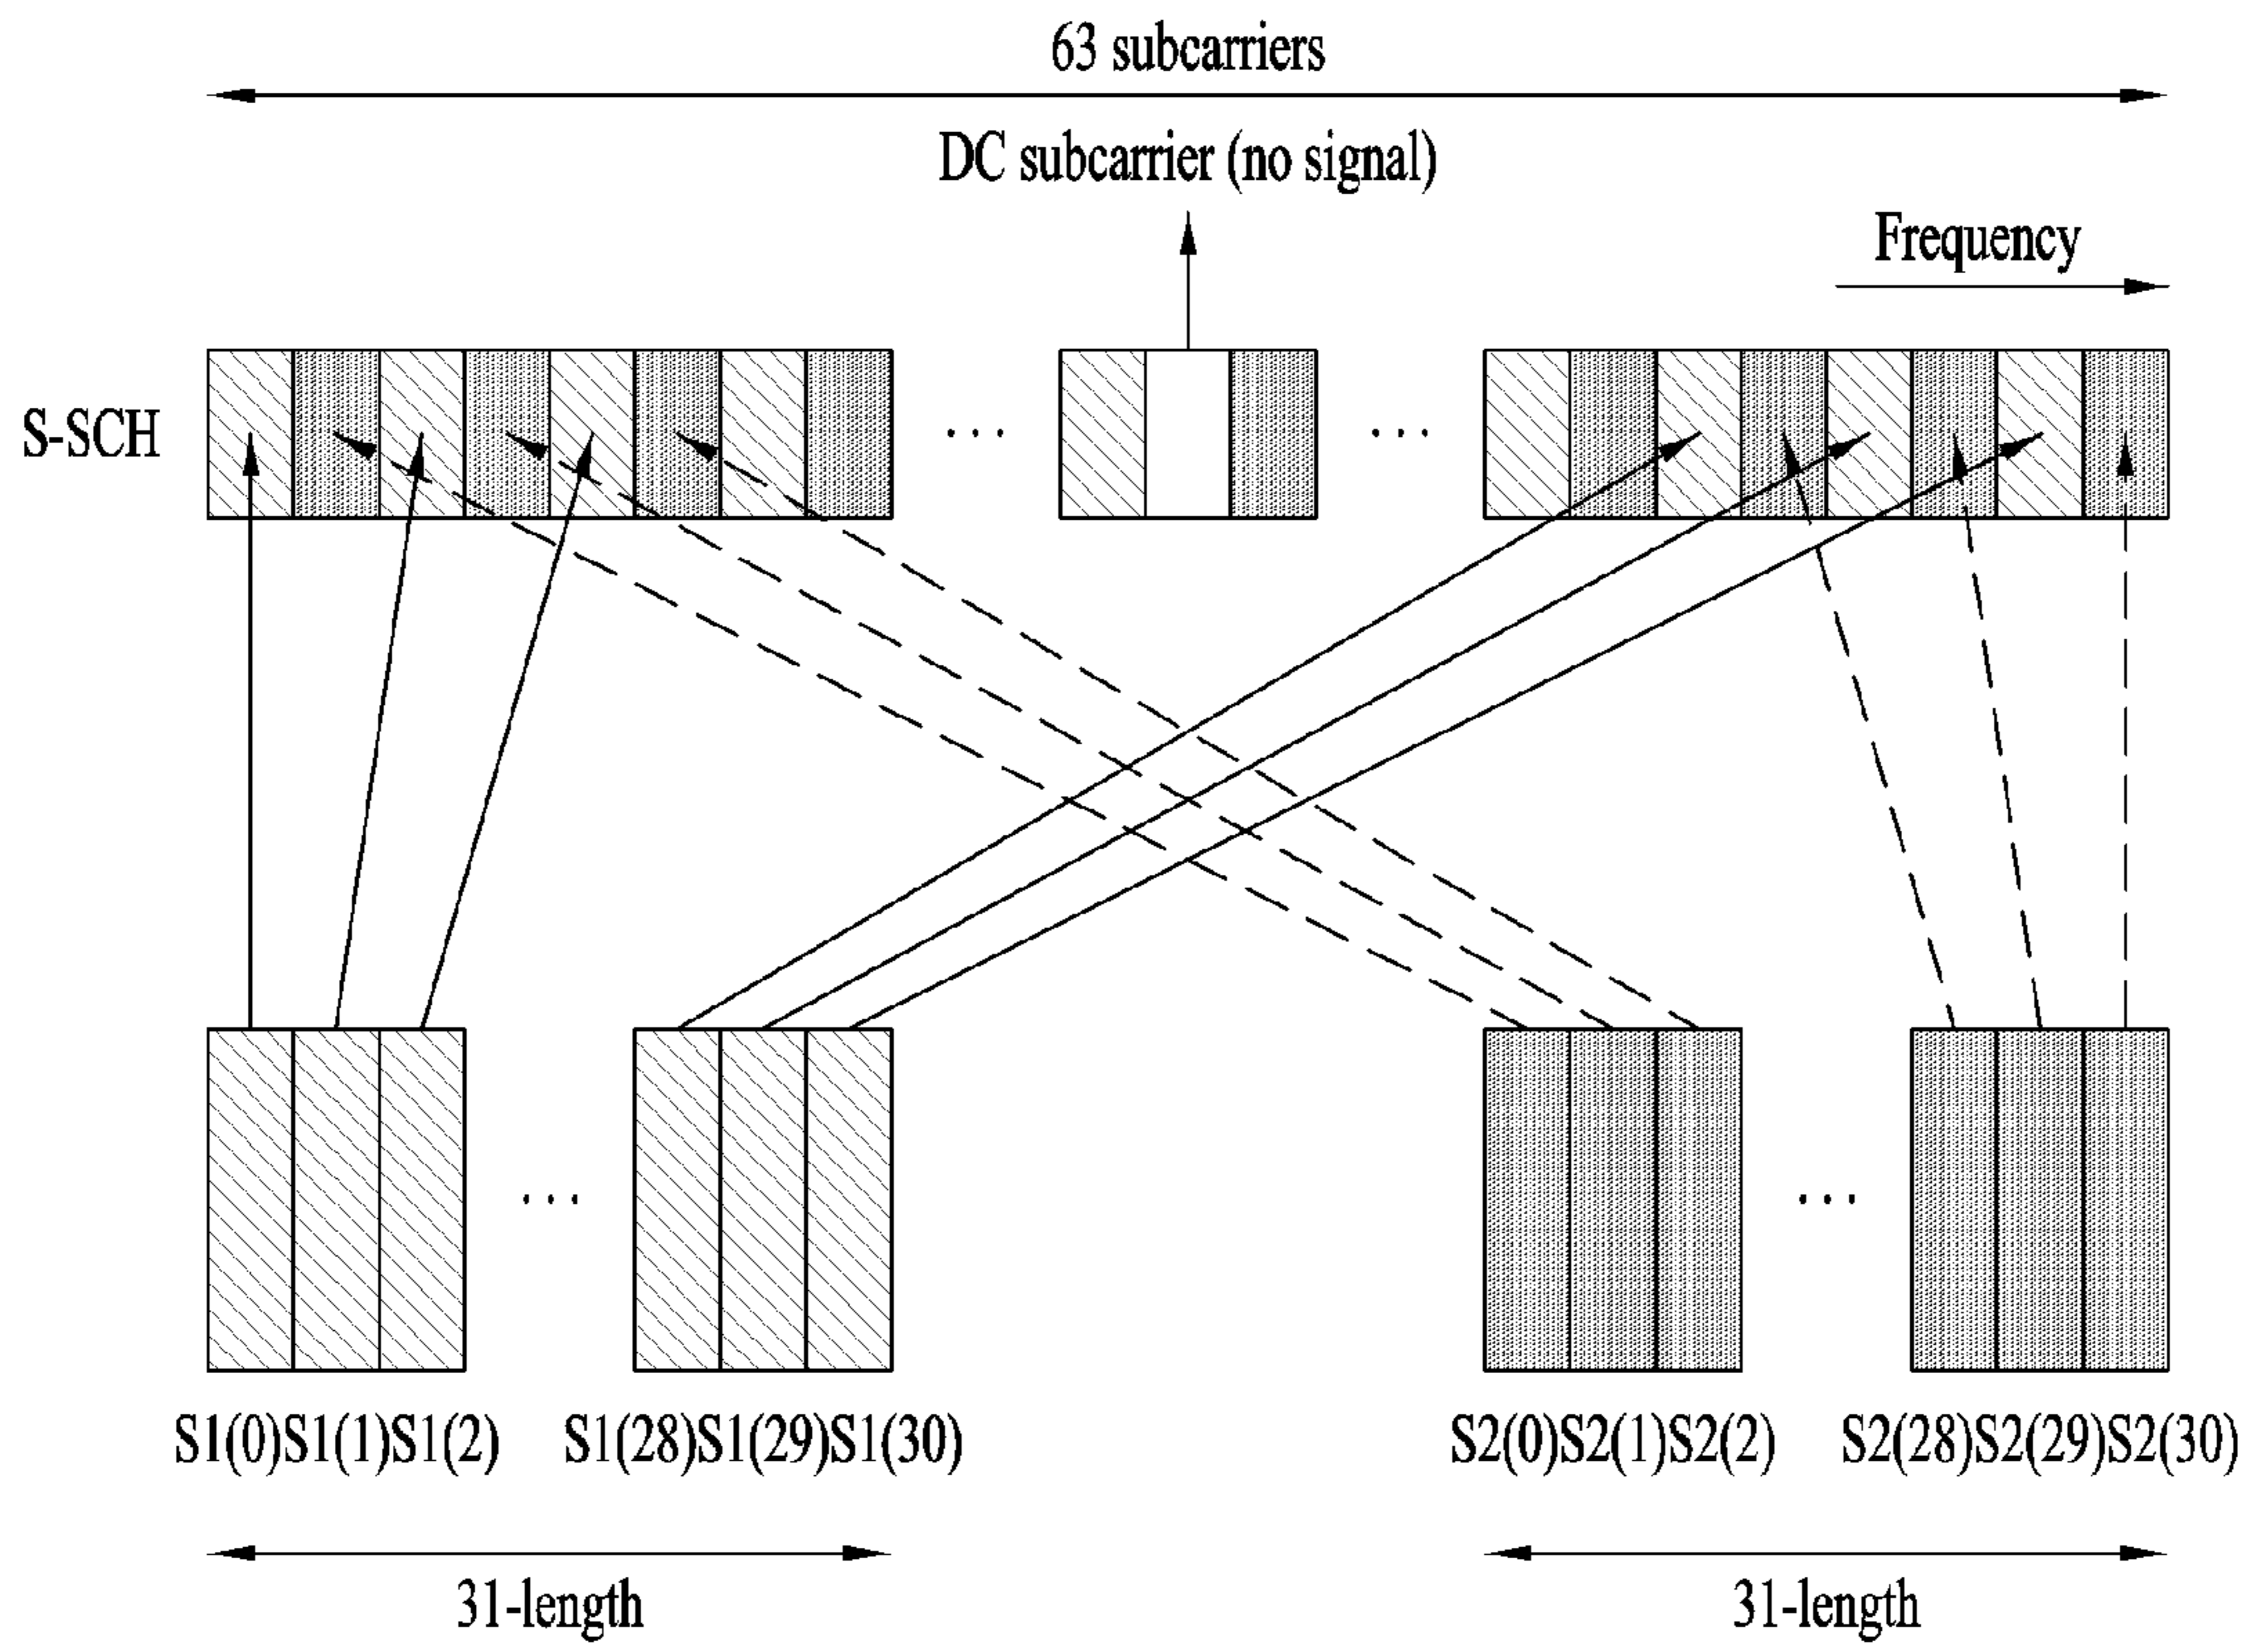 63 subcarriers
DC subcarrier (no signal)
Frequency
S-SCH
... ...
... ...
S1(0)S1(1)S1(2) S1(28)S1(29)S1(30) S2(0)S2(1)S2(2) S2(28)S2(29)S2(30)
31-length 31-length